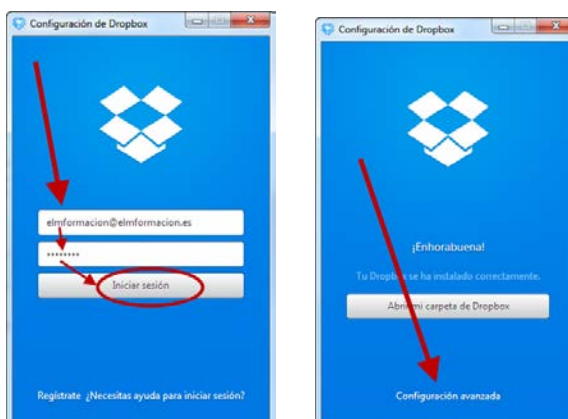 Configuración de Dropbox
elmformacion@elmformacion.es
********
Iniciar sesión
Regístrate ¿Necesitas ayuda para iniciar sesión?
Configuración de Dropbox
¡Enhorabuena!
Tu Dropbox se ha instalado correctamente.
Abrir mi carpeta de Dropbox
Configuración avanzada